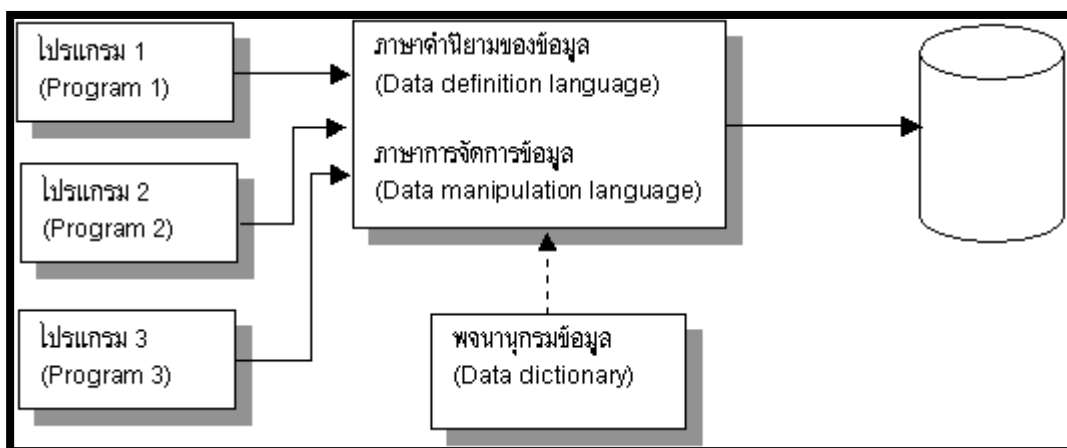 โปรแกรม 1
(Program 1)
โปรแกรม 2
(Program 2)
โปรแกรม 3
(Program 3)
ภาษาคำนิยามของข้อมูล
(Data definition language)
ภาษาการจัดการข้อมูล
(Data manipulation language)
พจนานุกรมข้อมูล
(Data dictionary)